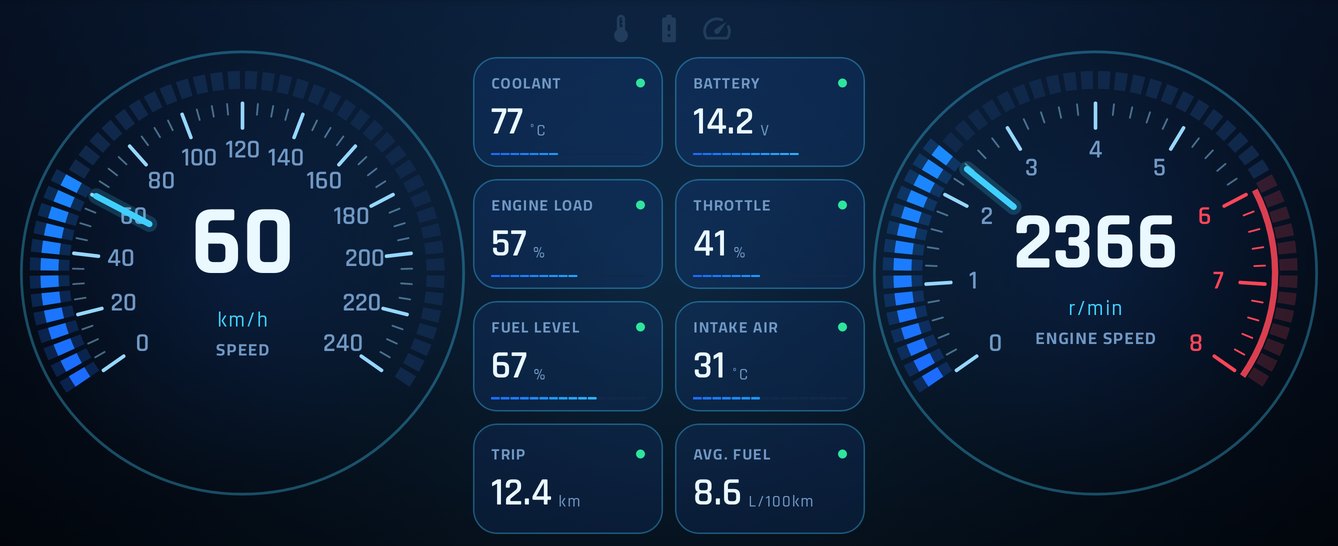 0
20
40
60
80
100
120
140
160
180
200
220
240
60
km/h
SPEED
COOLANT
77 °C
BATTERY
14.2 V
ENGINE LOAD
57 %
THROTTLE
41 %
FUEL LEVEL
67 %
INTAKE AIR
31 °C
TRIP
12.4 km
AVG. FUEL
8.6 L/100km
0
1
2
3
4
5
6
7
8
2366
r/min
ENGINE SPEED